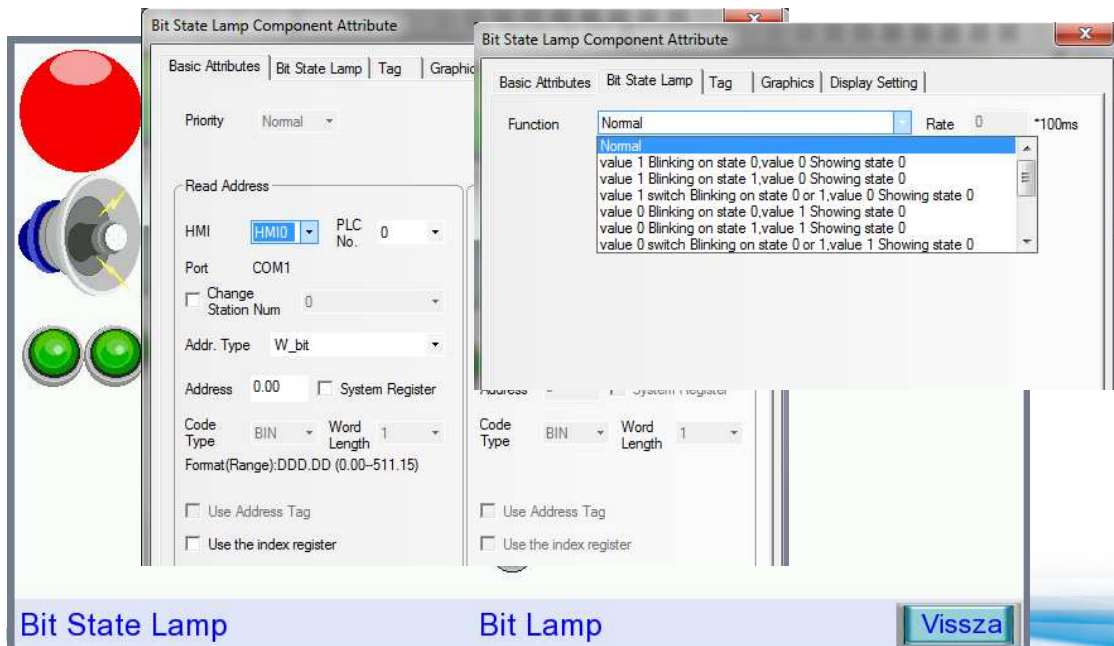 Bit State Lamp Component Attribute
Basic Attributes Bit State Lamp Tag Graphic
Priority Normal
Read Address
HMI HMI0 PLC No. 0
Port COM1
Change Station Num 0
Addr. Type W_bit
Address 0.00 System Register
Code Type BIN Word Length 1
Format(Range):DDD.DD (0.00--511.15)
Use Address Tag
Use the index register
Bit State Lamp Component Attribute
Basic Attributes Bit State Lamp Tag Graphics Display Setting
Function Normal Rate 0 *100ms
Normal
value 1 Blinking on state 0,value 0 Showing state 0
value 1 Blinking on state 1,value 0 Showing state 0
value 1 switch Blinking on state 0 or 1,value 0 Showing state 0
value 0 Blinking on state 0,value 1 Showing state 0
value 0 Blinking on state 1,value 1 Showing state 0
value 0 switch Blinking on state 0 or 1,value 1 Showing state 0
Code Type BIN Word Length 1
Use Address Tag
Use the index register
Bit State Lamp Bit Lamp Vissza